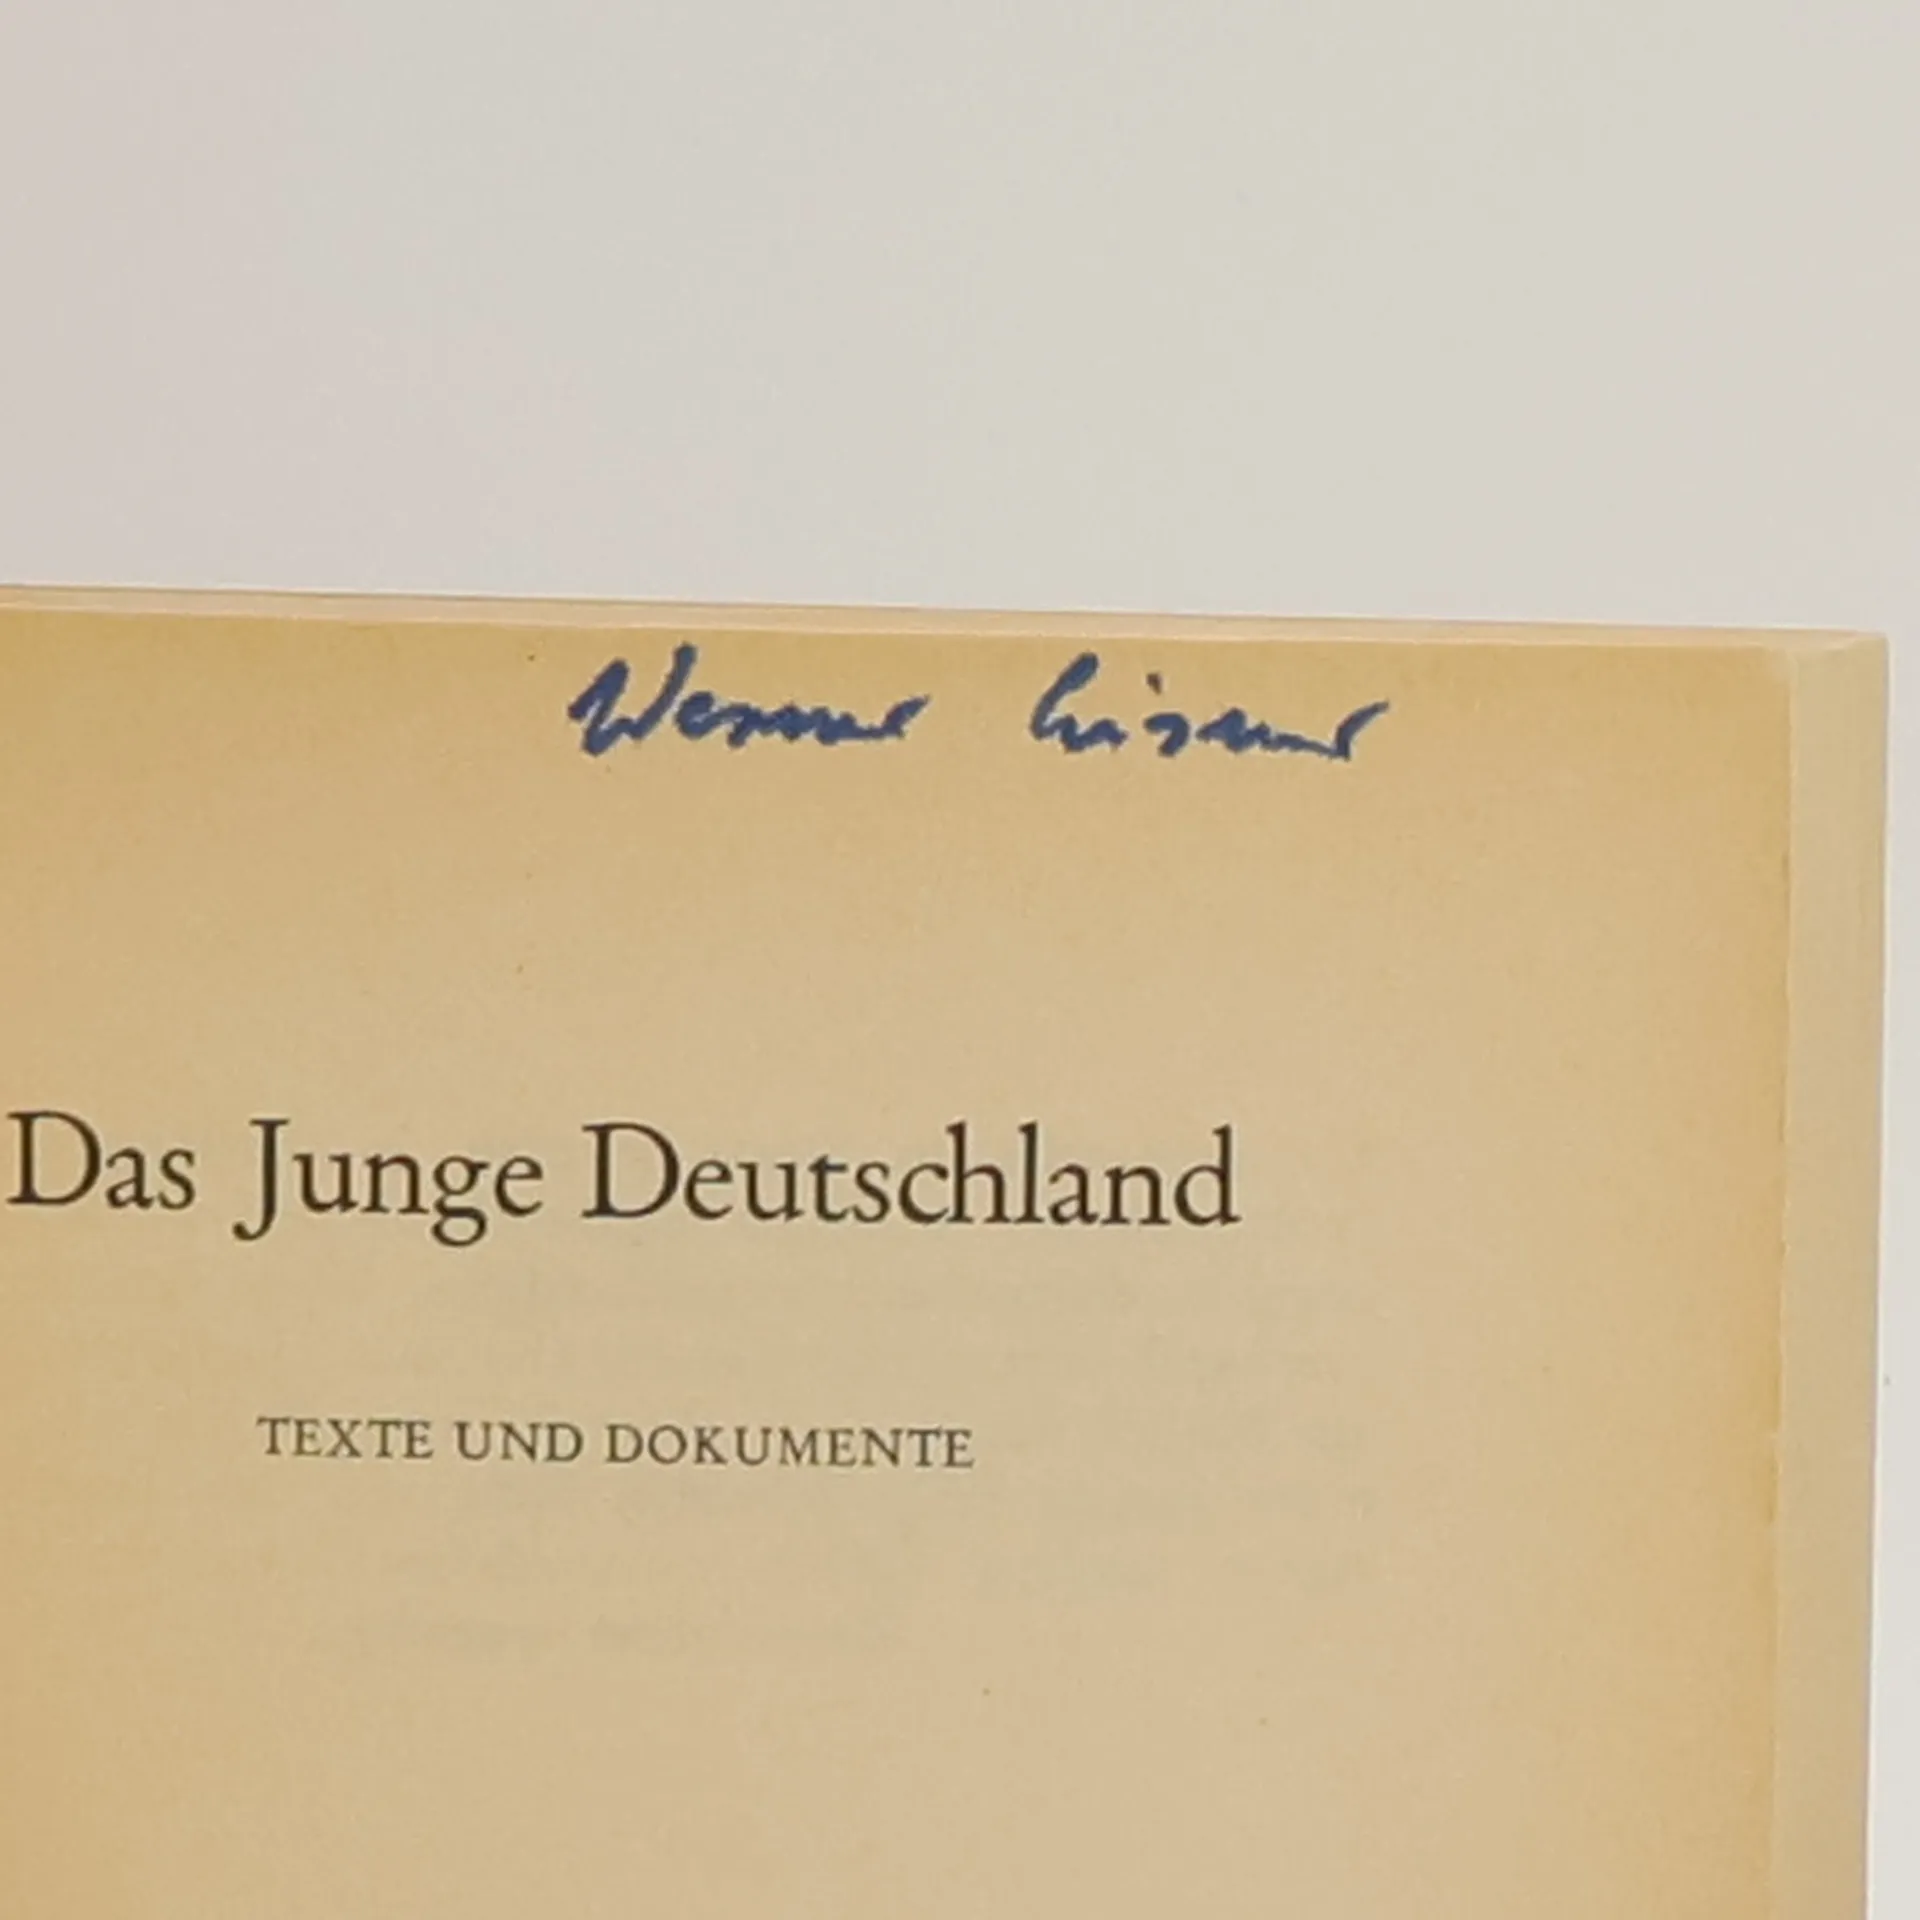 Werner
Das Junge Deutschland
TEXTE UND DOKUMENTE